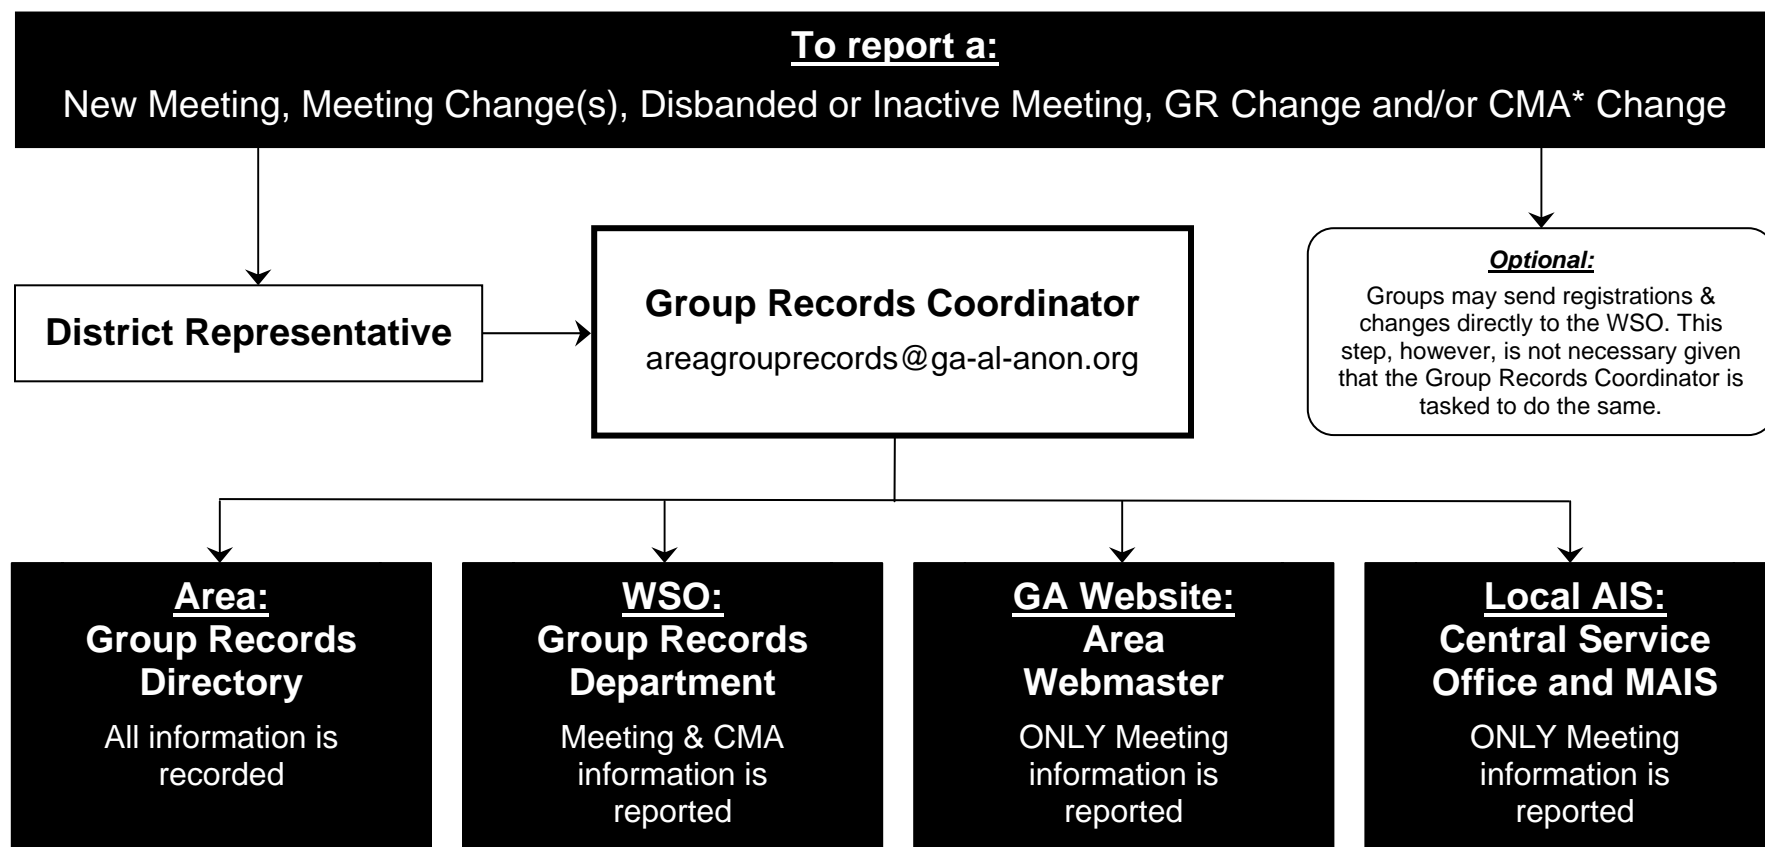 To report a:
New Meeting, Meeting Change(s), Disbanded or Inactive Meeting, GR Change and/or CMA* Change
District Representative
Group Records Coordinator
areagrouprecords@ga-al-anon.org
Optional:
Groups may send registrations &
changes directly to the WSO. This
step, however, is not necessary given
that the Group Records Coordinator is
tasked to do the same.
Area:
Group Records
Directory
All information is
recorded
WSO:
Group Records
Department
Meeting & CMA
information is
reported
GA Website:
Area
Webmaster
ONLY Meeting
information is
reported
Local AIS:
Central Service
Office and MAIS
ONLY Meeting
information is
reported